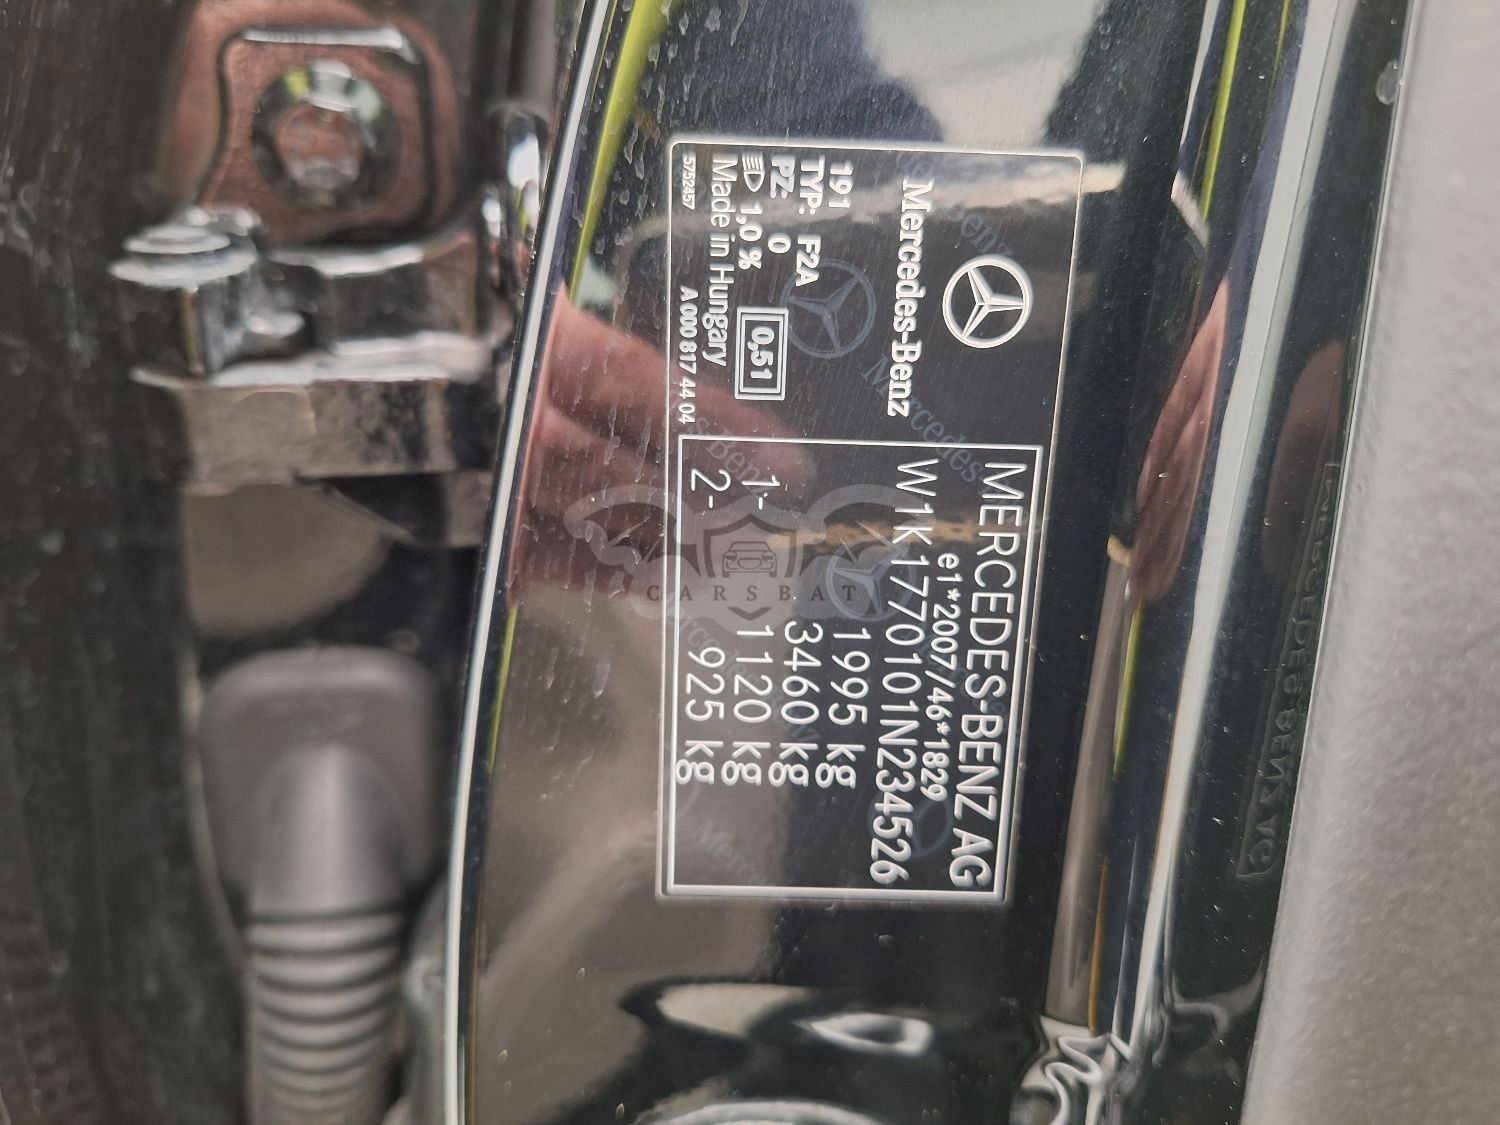 Mercedes-Benz
191
TYP: F2A
PZ 0
1,0 %
0,51
Made in Hungary
5752457 A 000 817 44 04
MERCEDES-BENZ AG
e1*2007/46*1829
W1K1770101N234526
1995 kg
3460 kg
1- 1120 kg
2- 925 kg
CARSBAT